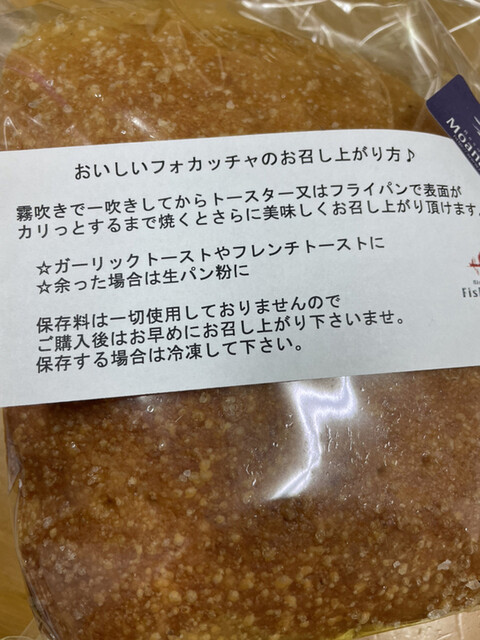 おいしいフォカッチャのお召し上がり方♪
霧吹きで一吹きしてからトースター又はフライパンで表面が
カリっとするまで焼くとさらに美味しくお召し上がり頂けます。
☆ガーリックトーストやフレンチトーストに
☆余った場合は生パン粉に
保存料は一切使用しておりませんので
ご購入後はお早めにお召し上がり下さいませ。
保存する場合は冷凍して下さい。
Moan
Fis